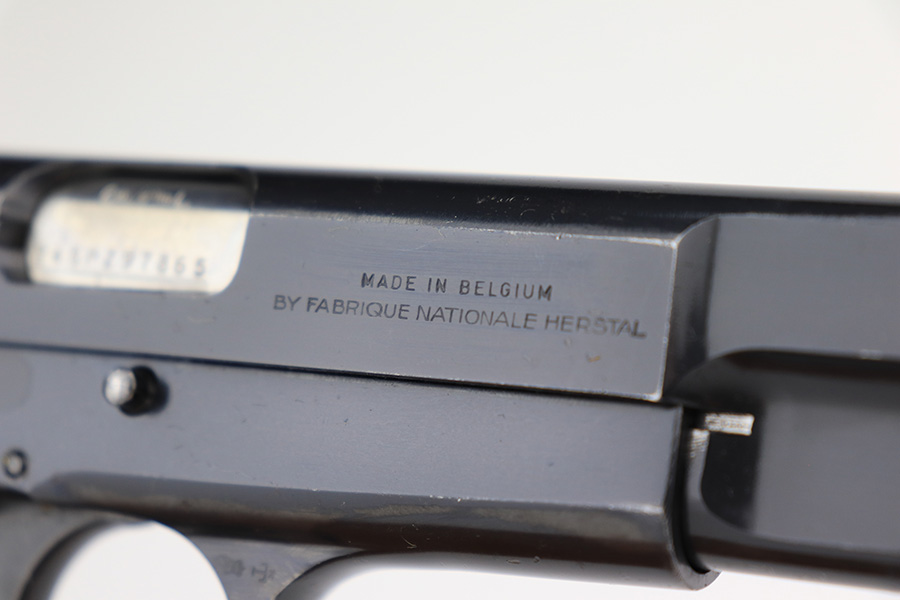 MADE IN BELGIUM
BY FABRIQUE NATIONALE HERSTAL